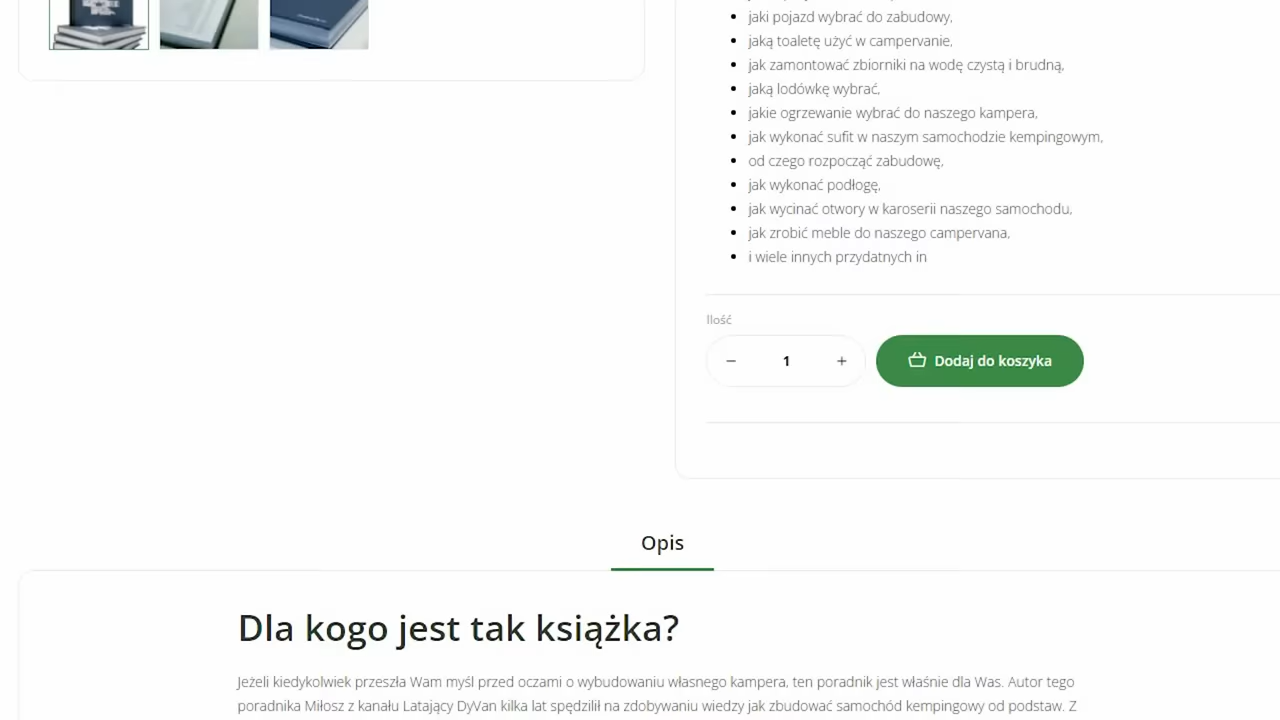 jaki pojazd wybrać do zabudowy,
jaką toaletę użyć w campervanie,
jak zamontować zbiorniki na wodę czystą i brudną,
jaką lodówkę wybrać,
jakie ogrzewanie wybrać do naszego kampera,
jak wykonać sufit w naszym samochodzie kempingowym,
od czego rozpocząć zabudowę,
jak wykonać podłogę,
jak wycinać otwory w karoserii naszego samochodu,
jak zrobić meble do naszego campervana,
i wiele innych przydatnych in
Ilość
− 1 +
Dodaj do koszyka
Opis
Dla kogo jest tak książka?
Jeżeli kiedykolwiek przeszła Wam myśl przed oczami o wybudowaniu własnego kampera, ten poradnik jest właśnie dla Was. Autor tego
poradnika Miłosz z kanału Latający DyVan kilka lat spędzilił na zdobywaniu wiedzy jak zbudować samochód kempingowy od podstaw. Z